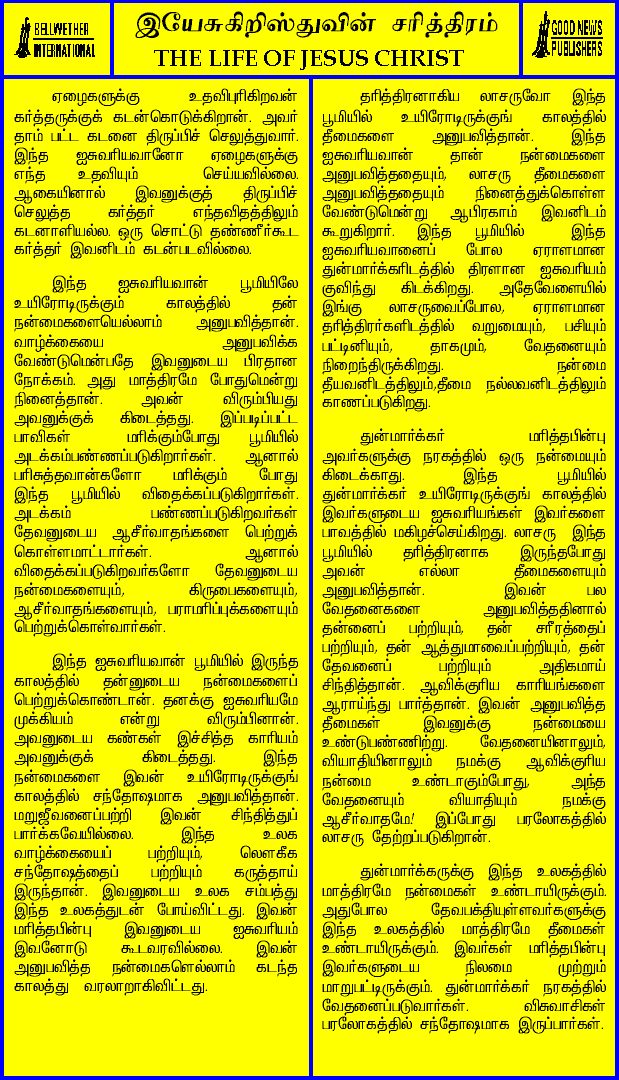 BELLWETHER
INTERNATIONAL
இயேசுகிறிஸ்துவின் சரித்திரம்
THE LIFE OF JESUS CHRIST
GOOD NEWS
PUBLISHERS
ஏழைகளுக்கு உதவிபுரிகிறவன்
கர்த்தருக்குக் கடன்கொடுக்கிறான். அவர்
தாம் பட்ட கடனை திருப்பிச் செலுத்துவார்.
இந்த ஐசுவரியவானோ ஏழைகளுக்கு
எந்த உதவியும் செய்யவில்லை.
ஆகையினால் இவனுக்குத் திருப்பிச்
செலுத்த கர்த்தர் எந்தவிதத்திலும்
கடனாளியல்ல. ஒரு சொட்டு தண்ணீர்கூட
கர்த்தர் இவனிடம் கடன்படவில்லை.
இந்த ஐசுவரியவான் பூமியிலே
உயிரோடிருக்கும் காலத்தில் தன்
நன்மைகளையெல்லாம் அனுபவித்தான்.
வாழ்க்கையை அனுபவிக்க
வேண்டுமென்பதே இவனுடைய பிரதான
நோக்கம். அது மாத்திரமே போதுமென்று
நினைத்தான். அவன் விரும்பியது
அவனுக்குக் கிடைத்தது. இப்படிப்பட்ட
பாவிகள் மரிக்கும்போது பூமியில்
அடக்கம்பண்ணப்படுகிறார்கள். ஆனால்
பரிசுத்தவான்களோ மரிக்கும் போது
இந்த பூமியில் விதைக்கப்படுகிறார்கள்.
அடக்கம் பண்ணப்படுகிறவர்கள்
தேவனுடைய ஆசீர்வாதங்களை பெற்றுக்
கொள்ளமாட்டார்கள். ஆனால்
விதைக்கப்படுகிறவர்களோ தேவனுடைய
நன்மைகளையும், கிருபைகளையும்,
ஆசீர்வாதங்களையும், பராமரிப்புக்களையும்
பெற்றுக்கொள்வார்கள்.
இந்த ஐசுவரியவான் பூமியில் இருந்த
காலத்தில் தன்னுடைய நன்மைகளைப்
பெற்றுக்கொண்டான். தனக்கு ஐசுவரியமே
முக்கியம் என்று விரும்பினான்.
அவனுடைய கண்கள் இச்சித்த காரியம்
அவனுக்குக் கிடைத்தது. இந்த
நன்மைகளை இவன் உயிரோடிருக்குங்
காலத்தில் சந்தோஷமாக அனுபவித்தான்.
மறுஜீவனைப்பற்றி இவன் சிந்தித்துப்
பார்க்கவேயில்லை. இந்த உலக
வாழ்க்கையைப் பற்றியும், லௌகீக
சந்தோஷத்தைப் பற்றியும் கருத்தாய்
இருந்தான். இவனுடைய உலக சம்பத்து
இந்த உலகத்துடன் போய்விட்டது. இவன்
மரித்தபின்பு இவனுடைய ஐசுவரியம்
இவனோடு கூடவரவில்லை. இவன்
அனுபவித்த நன்மைகளெல்லாம் கடந்த
காலத்து வரலாறாகிவிட்டது.
தரித்திரனாகிய லாசருவோ இந்த
பூமியில் உயிரோடிருக்குங் காலத்தில்
தீமைகளை அனுபவித்தான். இந்த
ஐசுவரியவான் தான் நன்மைகளை
அனுபவித்ததையும், லாசரு தீமைகளை
அனுபவித்ததையும் நினைத்துக்கொள்ள
வேண்டுமென்று ஆபிரகாம் இவனிடம்
கூறுகிறார். இந்த பூமியில் இந்த
ஐசுவரியவானைப் போல ஏராளமான
துன்மார்க்கரிடத்தில் திரளான ஐசுவரியம்
குவிந்து கிடக்கிறது. அதேவேளையில்
இங்கு லாசருவைப்போல, ஏராளமான
தரித்திரர்களிடத்தில் வறுமையும், பசியும்
பட்டினியும், தாகமும், வேதனையும்
நிறைந்திருக்கிறது. நன்மை
தீயவனிடத்திலும்,தீமை நல்லவனிடத்திலும்
காணப்படுகிறது.
துன்மார்க்கர் மரித்தபின்பு
அவர்களுக்கு நரகத்தில் ஒரு நன்மையும்
கிடைக்காது. இந்த பூமியில்
துன்மார்க்கர் உயிரோடிருக்குங் காலத்தில்
இவர்களுடைய ஐசுவரியங்கள் இவர்களை
பாவத்தில் மகிழச்செய்கிறது. லாசரு இந்த
பூமியில் தரித்திரனாக இருந்தபோது
அவன் எல்லா தீமைகளையும்
அனுபவித்தான். இவன் பல
வேதனைகளை அனுபவித்ததினால்
தன்னைப் பற்றியும், தன் சரீரத்தைப்
பற்றியும், தன் ஆத்துமாவைப்பற்றியும், தன்
தேவனைப் பற்றியும் அதிகமாய்
சிந்தித்தான். ஆவிக்குரிய காரியங்களை
ஆராய்ந்து பார்த்தான். இவன் அனுபவித்த
தீமைகள் இவனுக்கு நன்மையை
உண்டுபண்ணிற்று. வேதனையினாலும்,
வியாதியினாலும் நமக்கு ஆவிக்குரிய
நன்மை உண்டாகும்போது, அந்த
வேதனையும் வியாதியும் நமக்கு
ஆசீர்வாதமே! இப்போது பரலோகத்தில்
லாசரு தேற்றப்படுகிறான்.
துன்மார்க்கருக்கு இந்த உலகத்தில்
மாத்திரமே நன்மைகள் உண்டாயிருக்கும்.
அதுபோல தேவபக்தியுள்ளவர்களுக்கு
இந்த உலகத்தில் மாத்திரமே தீமைகள்
உண்டாயிருக்கும். இவர்கள் மரித்தபின்பு
இவர்களுடைய நிலமை முற்றும்
மாறுபட்டிருக்கும். துன்மார்க்கர் நரகத்தில்
வேதனைப்படுவார்கள். விசுவாசிகள்
பரலோகத்தில் சந்தோஷமாக இருப்பார்கள்.